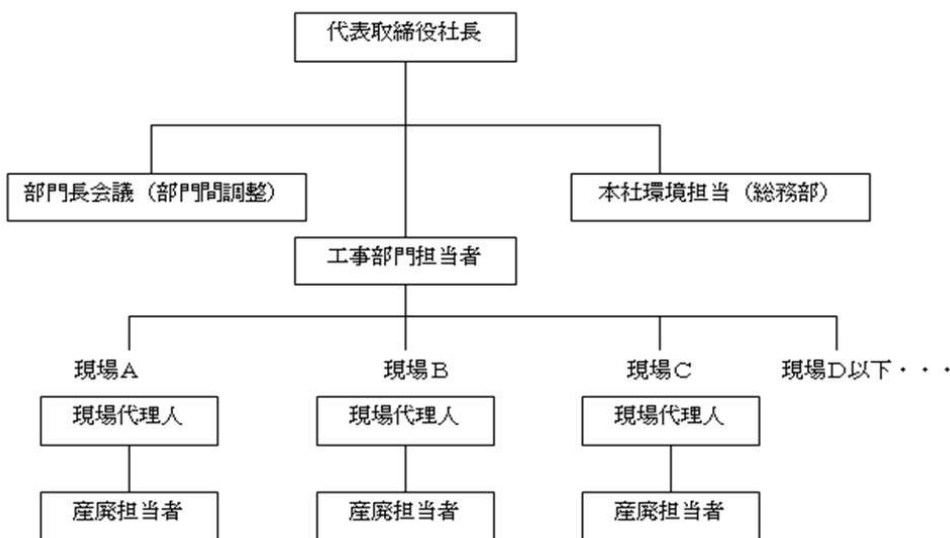 代表取締役社長
部門長会議（部門間調整）
本社環境担当（総務部）
工事部門担当者
現場A
現場B
現場C
現場D以下・・・
現場代理人
現場代理人
現場代理人
産廃担当者
産廃担当者
産廃担当者